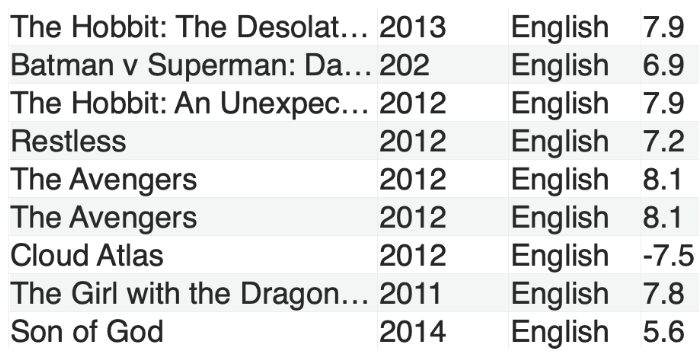 The Hobbit: The Desolat... 2013 English 7.9
Batman v Superman: Da... 202 English 6.9
The Hobbit: An Unexpec... 2012 English 7.9
Restless 2012 English 7.2
The Avengers 2012 English 8.1
The Avengers 2012 English 8.1
Cloud Atlas 2012 English -7.5
The Girl with the Dragon... 2011 English 7.8
Son of God 2014 English 5.6